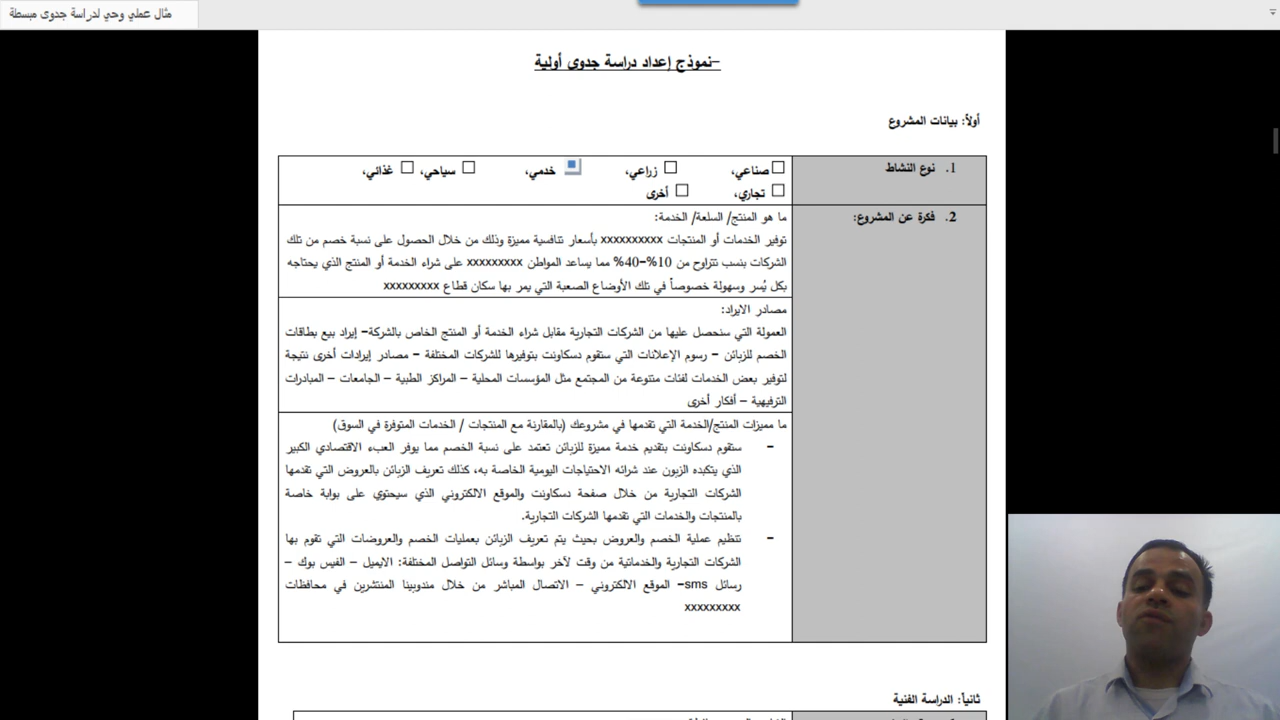 مثال عملي وحي لدراسة جدوى مبسطة
-نموذج إعداد دراسة جدوى أولية
أولاً: بيانات المشروع
1. نوع النشاط
صناعي، زراعي، خدمي، سياحي، غذائي،
تجاري، أخرى
2. فكرة عن المشروع:
ما هو المنتج/ السلعة/ الخدمة:
توفير الخدمات أو المنتجات xxxxxxxxxx بأسعار تنافسية مميزة وذلك من خلال الحصول على نسبة خصم من تلك
الشركات بنسب تتراوح من 10%-40% مما يساعد المواطن xxxxxxxxx على شراء الخدمة أو المنتج الذي يحتاجه
بكل يُسر وسهولة خصوصاً في تلك الأوضاع الصعبة التي يمر بها سكان قطاع xxxxxxxxx
مصادر الايراد:
العمولة التي سنحصل عليها من الشركات التجارية مقابل شراء الخدمة أو المنتج الخاص بالشركة– إيراد بيع بطاقات
الخصم للزبائن – رسوم الإعلانات التي ستقوم دسكاونت بتوفيرها للشركات المختلفة – مصادر إيرادات أخرى نتيجة
لتوفير بعض الخدمات لفئات متنوعة من المجتمع مثل المؤسسات المحلية – المراكز الطبية – الجامعات – المبادرات
الترفيهية – أفكار أخرى
ما مميزات المنتج/الخدمة التي تقدمها في مشروعك (بالمقارنة مع المنتجات / الخدمات المتوفرة في السوق)
– ستقوم دسكاونت بتقديم خدمة مميزة للزبائن تعتمد على نسبة الخصم مما يوفر العبء الاقتصادي الكبير
الذي يتكبده الزبون عند شرائه الاحتياجات اليومية الخاصة به، كذلك تعريف الزبائن بالعروض التي تقدمها
الشركات التجارية من خلال صفحة دسكاونت والموقع الالكتروني الذي سيحتوي على بوابة خاصة
بالمنتجات والخدمات التي تقدمها الشركات التجارية.
– تنظيم عملية الخصم والعروض بحيث يتم تعريف الزبائن بعمليات الخصم والعروضات التي تقوم بها
الشركات التجارية والخدماتية من وقت لآخر بواسطة وسائل التواصل المختلفة: الايميل – الفيس بوك –
رسائل sms– الموقع الالكتروني – الاتصال المباشر من خلال مندوبينا المنتشرين في محافظات
xxxxxxxxx
ثانياً: الدراسة الفنية